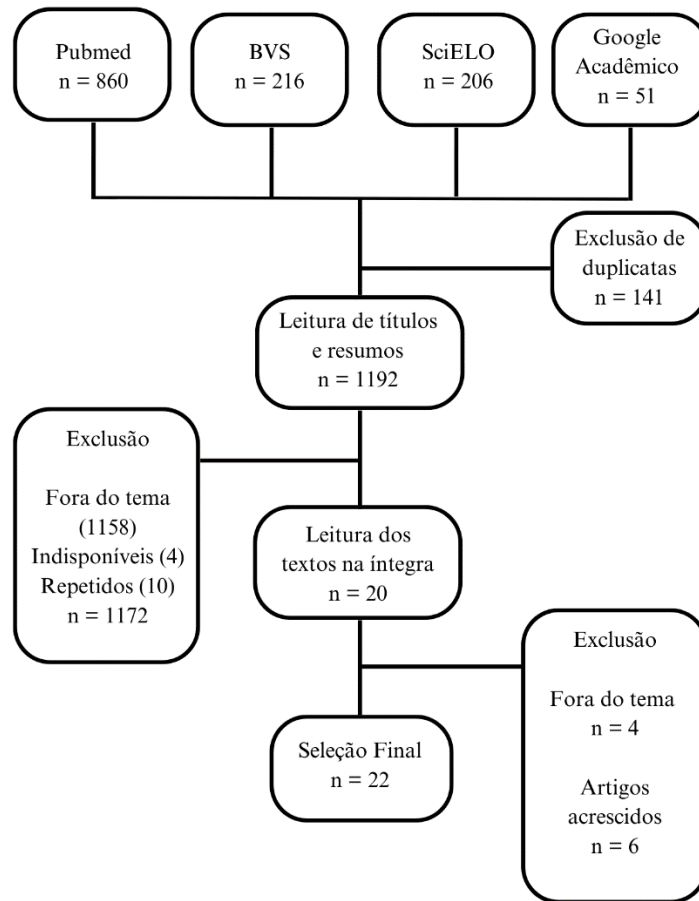 Pubmed
n = 860
BVS
n = 216
SciELO
n = 206
Google
Acadêmico
n = 51
Exclusão de
duplicatas
n = 141
Leitura de títulos
e resumos
n = 1192
Exclusão
Fora do tema
(1158)
Indisponíveis (4)
Repetidos (10)
n = 1172
Leitura dos
textos na íntegra
n = 20
Exclusão
Fora do tema
n = 4
Artigos
acrescidos
n = 6
Seleção Final
n = 22